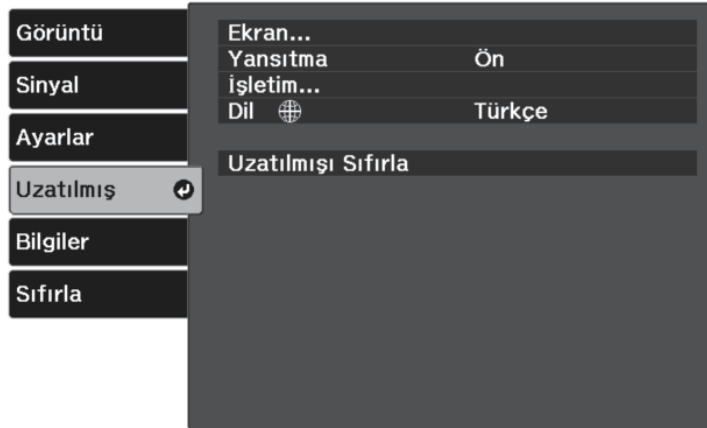 Görüntü
Sinyal
Ayarlar
Uzatılmış
Bilgiler
Sıfırla
Ekran...
Yansıtma Ön
İşletim...
Dil Türkçe
Uzatılmışı Sıfırla